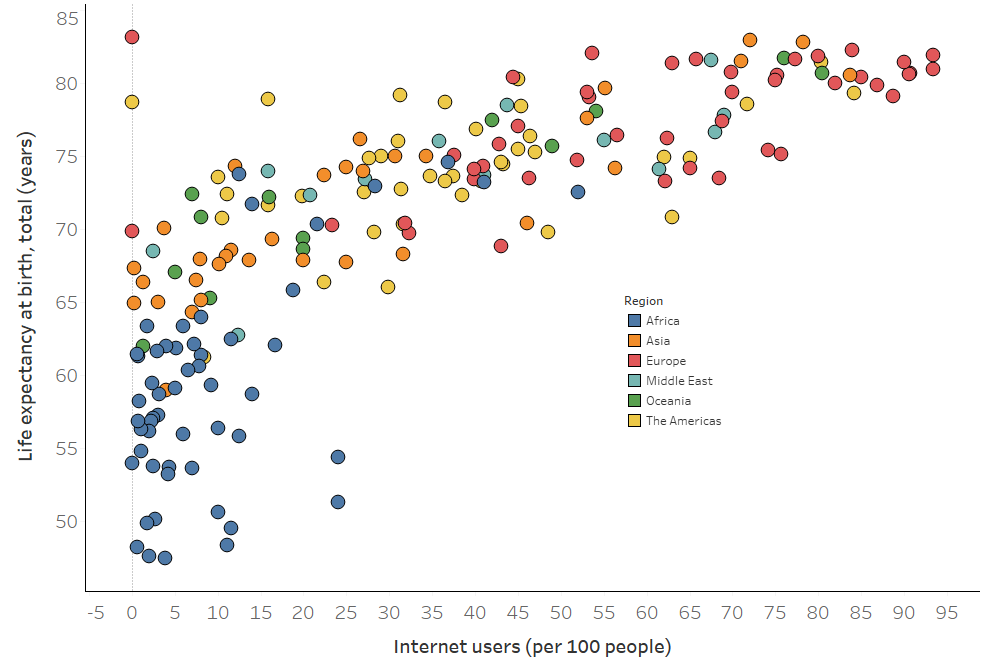 85
80
75
70
65
60
55
50
Life expectancy at birth, total (years)
Region
Africa
Asia
Europe
Middle East
Oceania
The Americas
-5 0 5 10 15 20 25 30 35 40 45 50 55 60 65 70 75 80 85 90 95
Internet users (per 100 people)